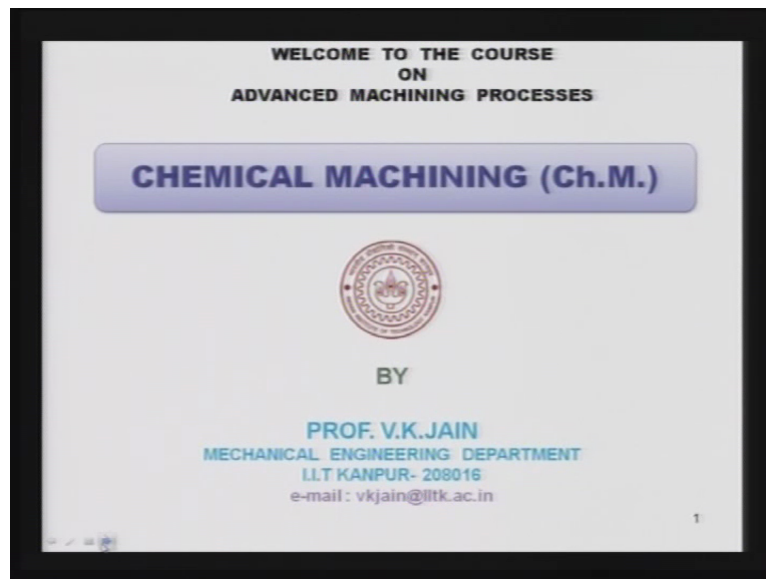 WELCOME TO THE COURSE
ON
ADVANCED MACHINING PROCESSES
CHEMICAL MACHINING (Ch.M.)
BY
PROF. V.K.JAIN
MECHANICAL ENGINEERING DEPARTMENT
I.I.T KANPUR- 208016
e-mail : vkjain@iitk.ac.in
1